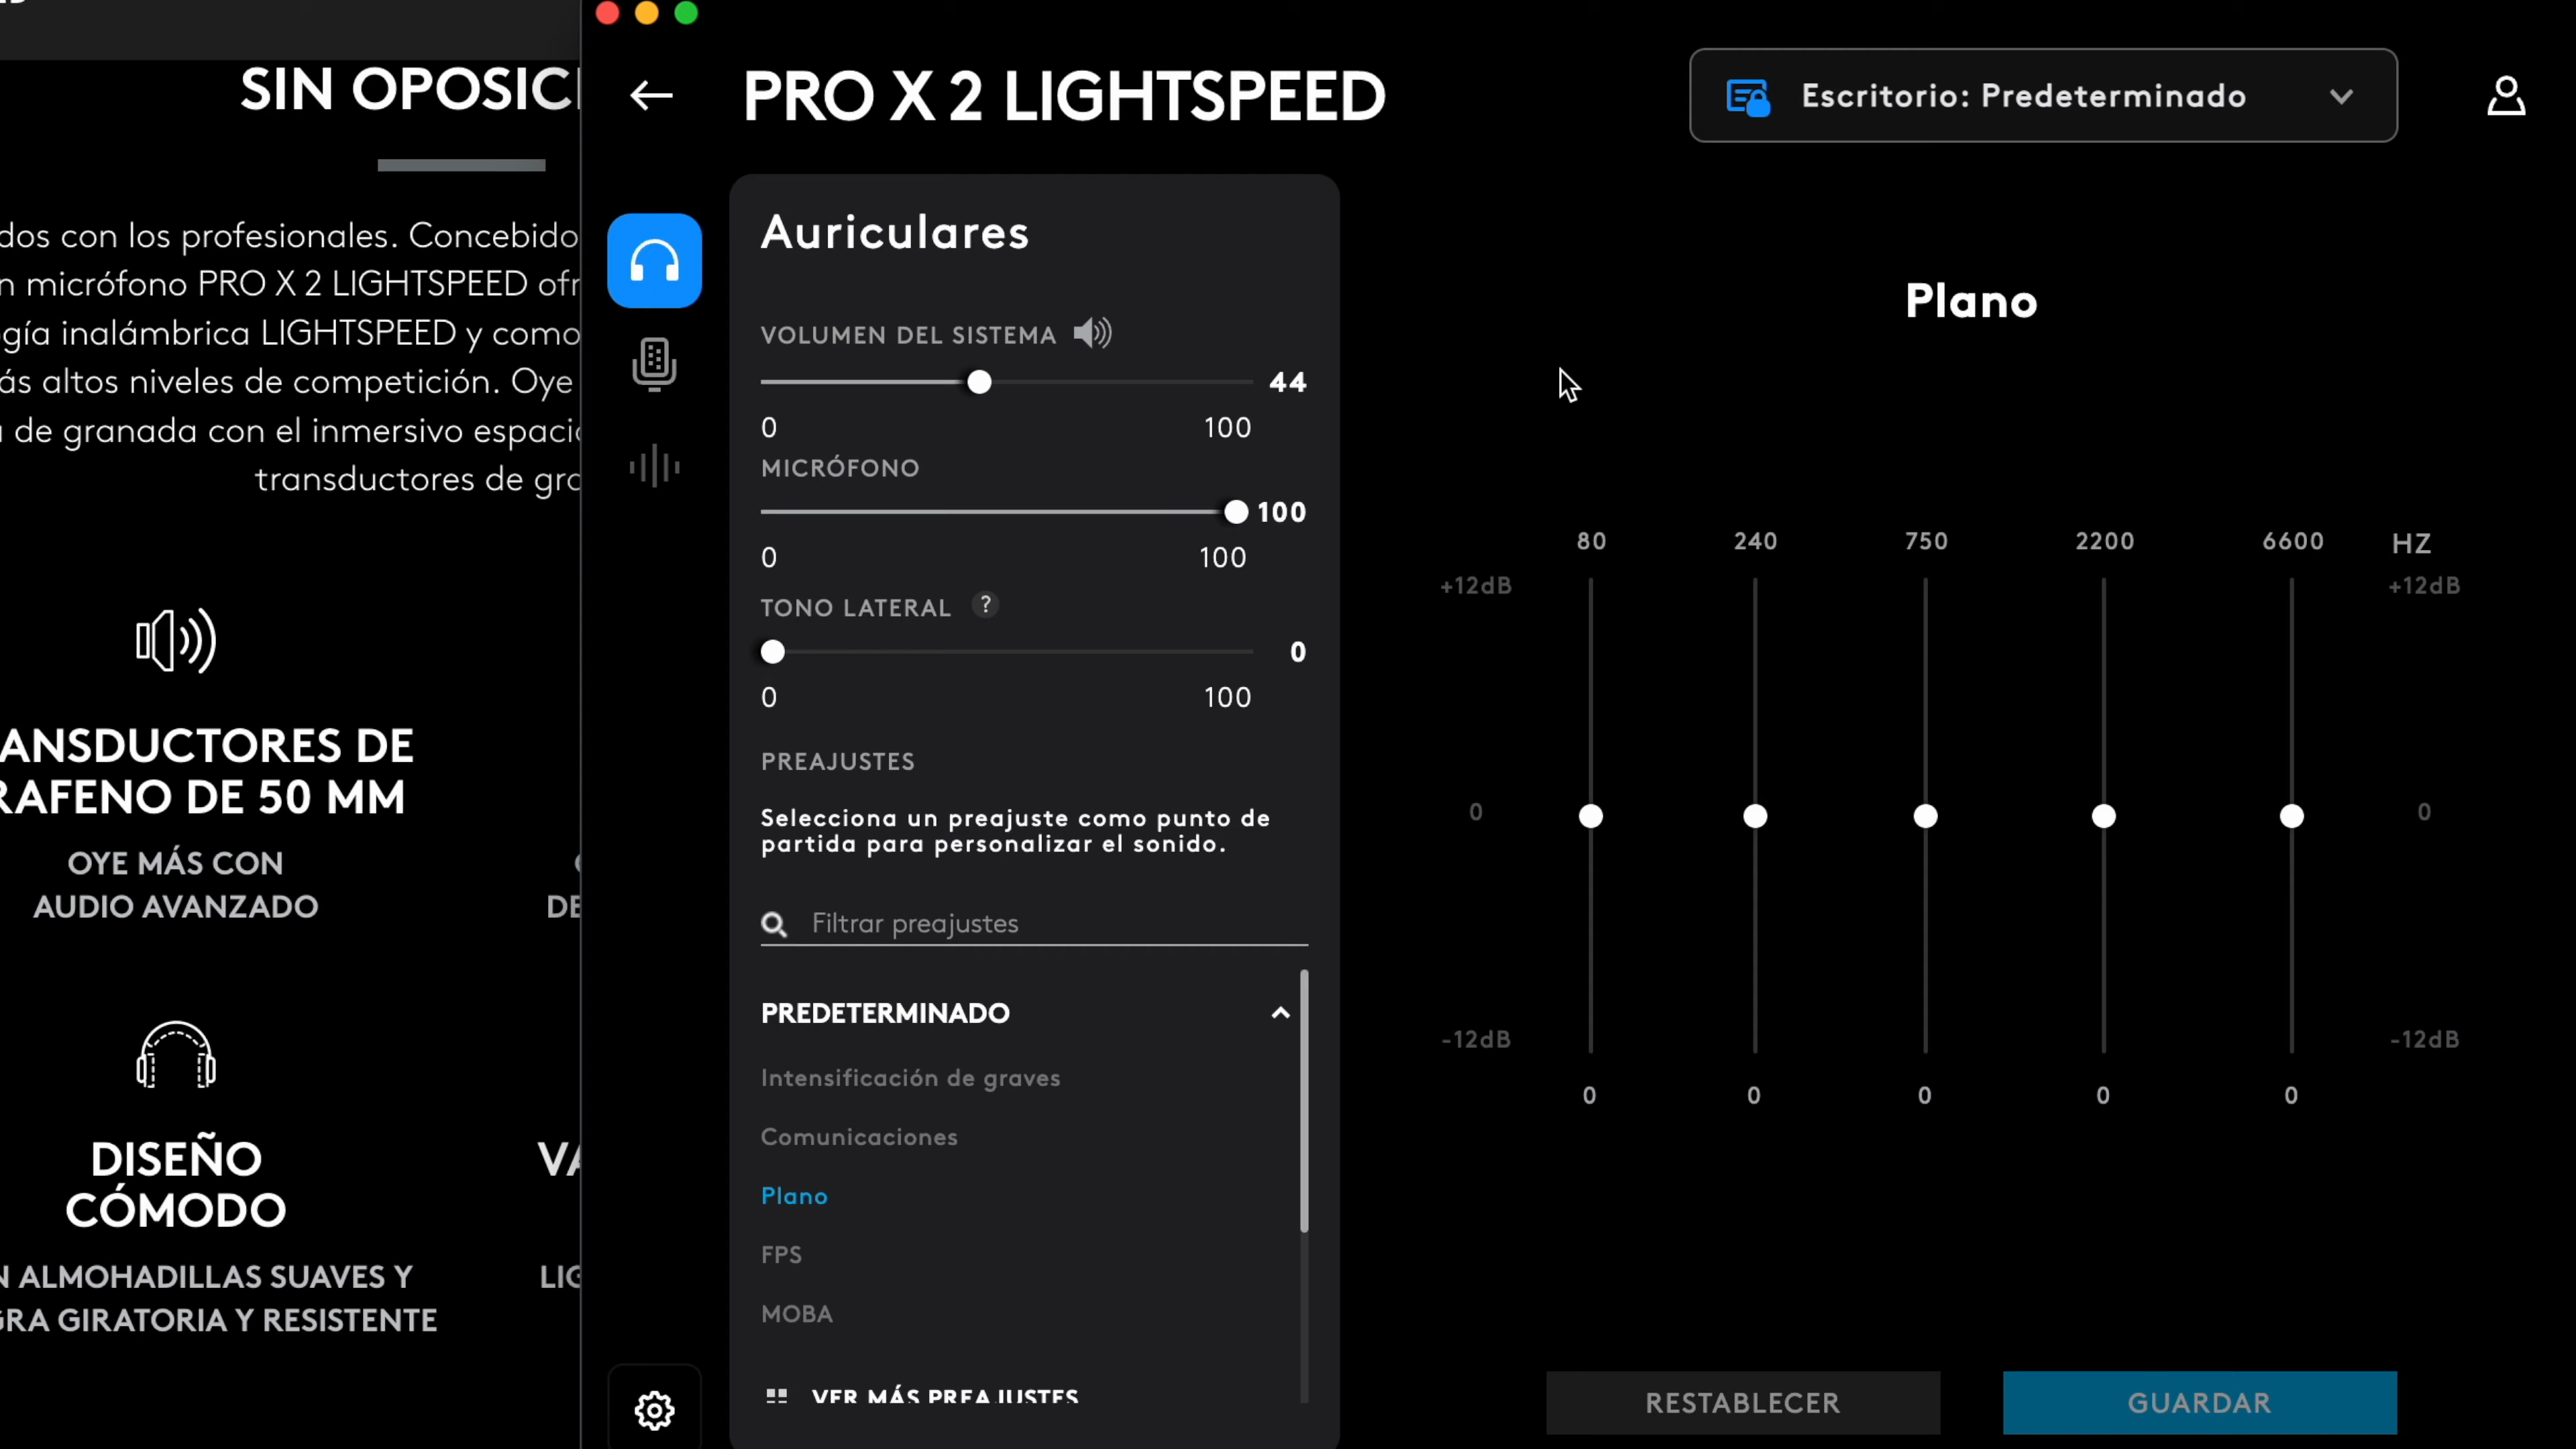 SIN OPOSICI
dos con los profesionales. Concebido
n micrófono PRO X 2 LIGHTSPEED ofr
gía inalámbrica LIGHTSPEED y como
ás altos niveles de competición. Oye
de granada con el inmersivo espacio
transductores de gra
ANSDUCTORES DE
RAFENO DE 50 MM
OYE MÁS CON
AUDIO AVANZADO
DE
DISEÑO
CÓMODO
VA
N ALMOHADILLAS SUAVES Y
GRA GIRATORIA Y RESISTENTE
LIG
PRO X 2 LIGHTSPEED
Escritorio: Predeterminado
Auriculares
VOLUMEN DEL SISTEMA
44
0 100
MICRÓFONO
100
0 100
TONO LATERAL ?
0
0 100
PREAJUSTES
Selecciona un preajuste como punto de
partida para personalizar el sonido.
Filtrar preajustes
PREDETERMINADO
Intensificación de graves
Comunicaciones
Plano
FPS
MOBA
VER MÁS PREAJUSTES
Plano
80 240 750 2200 6600 HZ
+12dB +12dB
0 0
-12dB -12dB
0 0 0 0 0
RESTABLECER GUARDAR